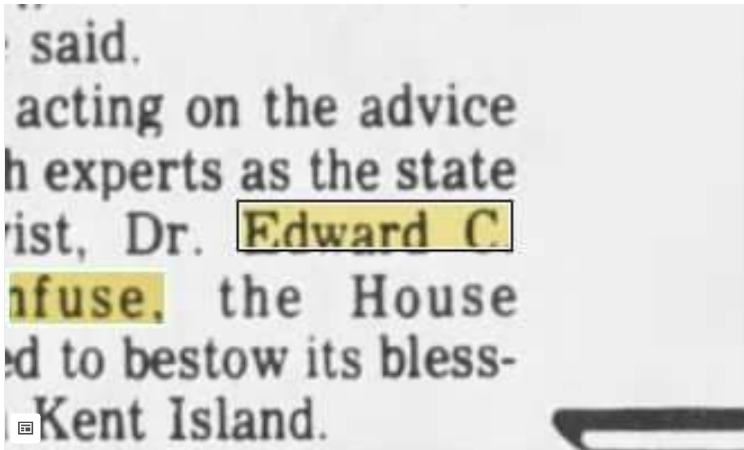 said.
acting on the advice
h experts as the state
ist, Dr. Edward C.
nfuse, the House
ed to bestow its bless-
Kent Island.